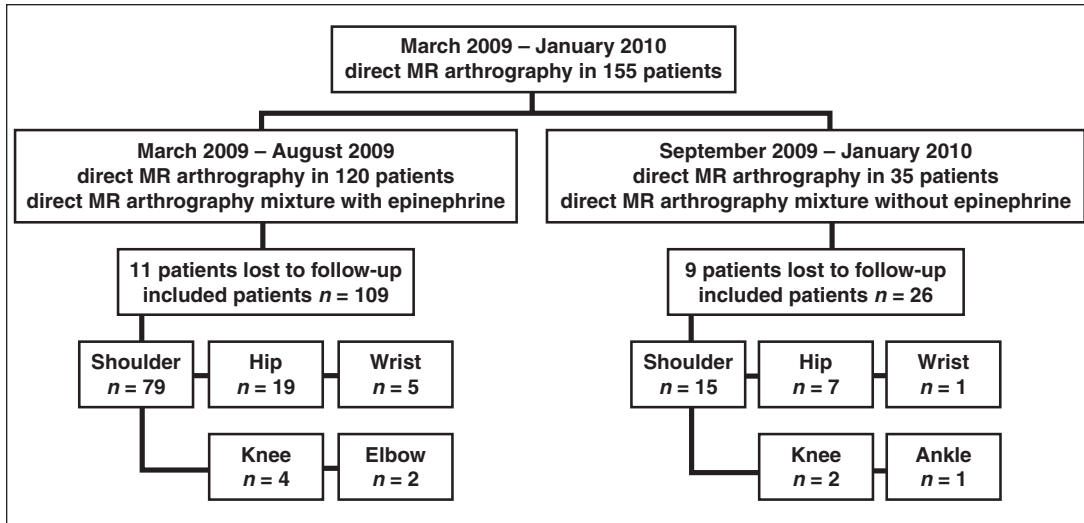 March 2009 – January 2010
direct MR arthrography in 155 patients
March 2009 – August 2009
direct MR arthrography in 120 patients
direct MR arthrography mixture with epinephrine
September 2009 – January 2010
direct MR arthrography in 35 patients
direct MR arthrography mixture without epinephrine
11 patients lost to follow-up
included patients n = 109
9 patients lost to follow-up
included patients n = 26
Shoulder
n = 79
Hip
n = 19
Wrist
n = 5
Knee
n = 4
Elbow
n = 2
Shoulder
n = 15
Hip
n = 7
Wrist
n = 1
Knee
n = 2
Ankle
n = 1